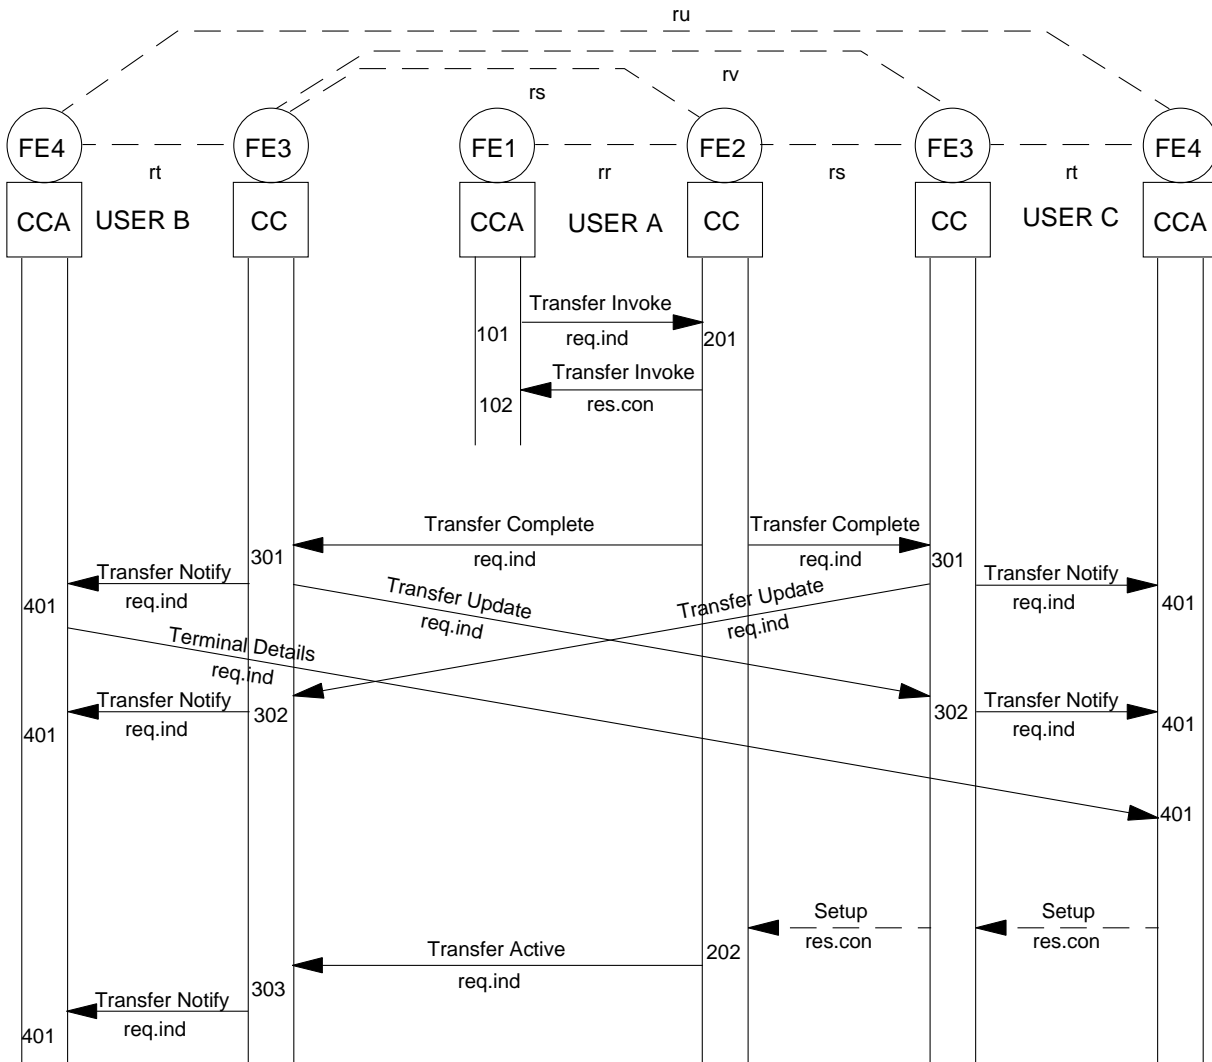 ru
rv
rs
FE4
FE3
FE1
FE2
FE3
FE4
rt
rr
rs
rt
CCA
USER B
CC
CCA
USER A
CC
CC
USER C
CCA
Transfer Invoke
101
req.ind
201
Transfer Invoke
102
res.con
Transfer Complete
Transfer Complete
301
req.ind
req.ind
301
Transfer Notify
Transfer Update
Transfer Update
Transfer Notify
401
req.ind
req.ind
req.ind
req.ind
401
Terminal Details
req.ind
Transfer Notify
302
302
Transfer Notify
401
req.ind
req.ind
401
401
Setup
Setup
res.con
res.con
Transfer Active
202
req.ind
303
Transfer Notify
401
req.ind